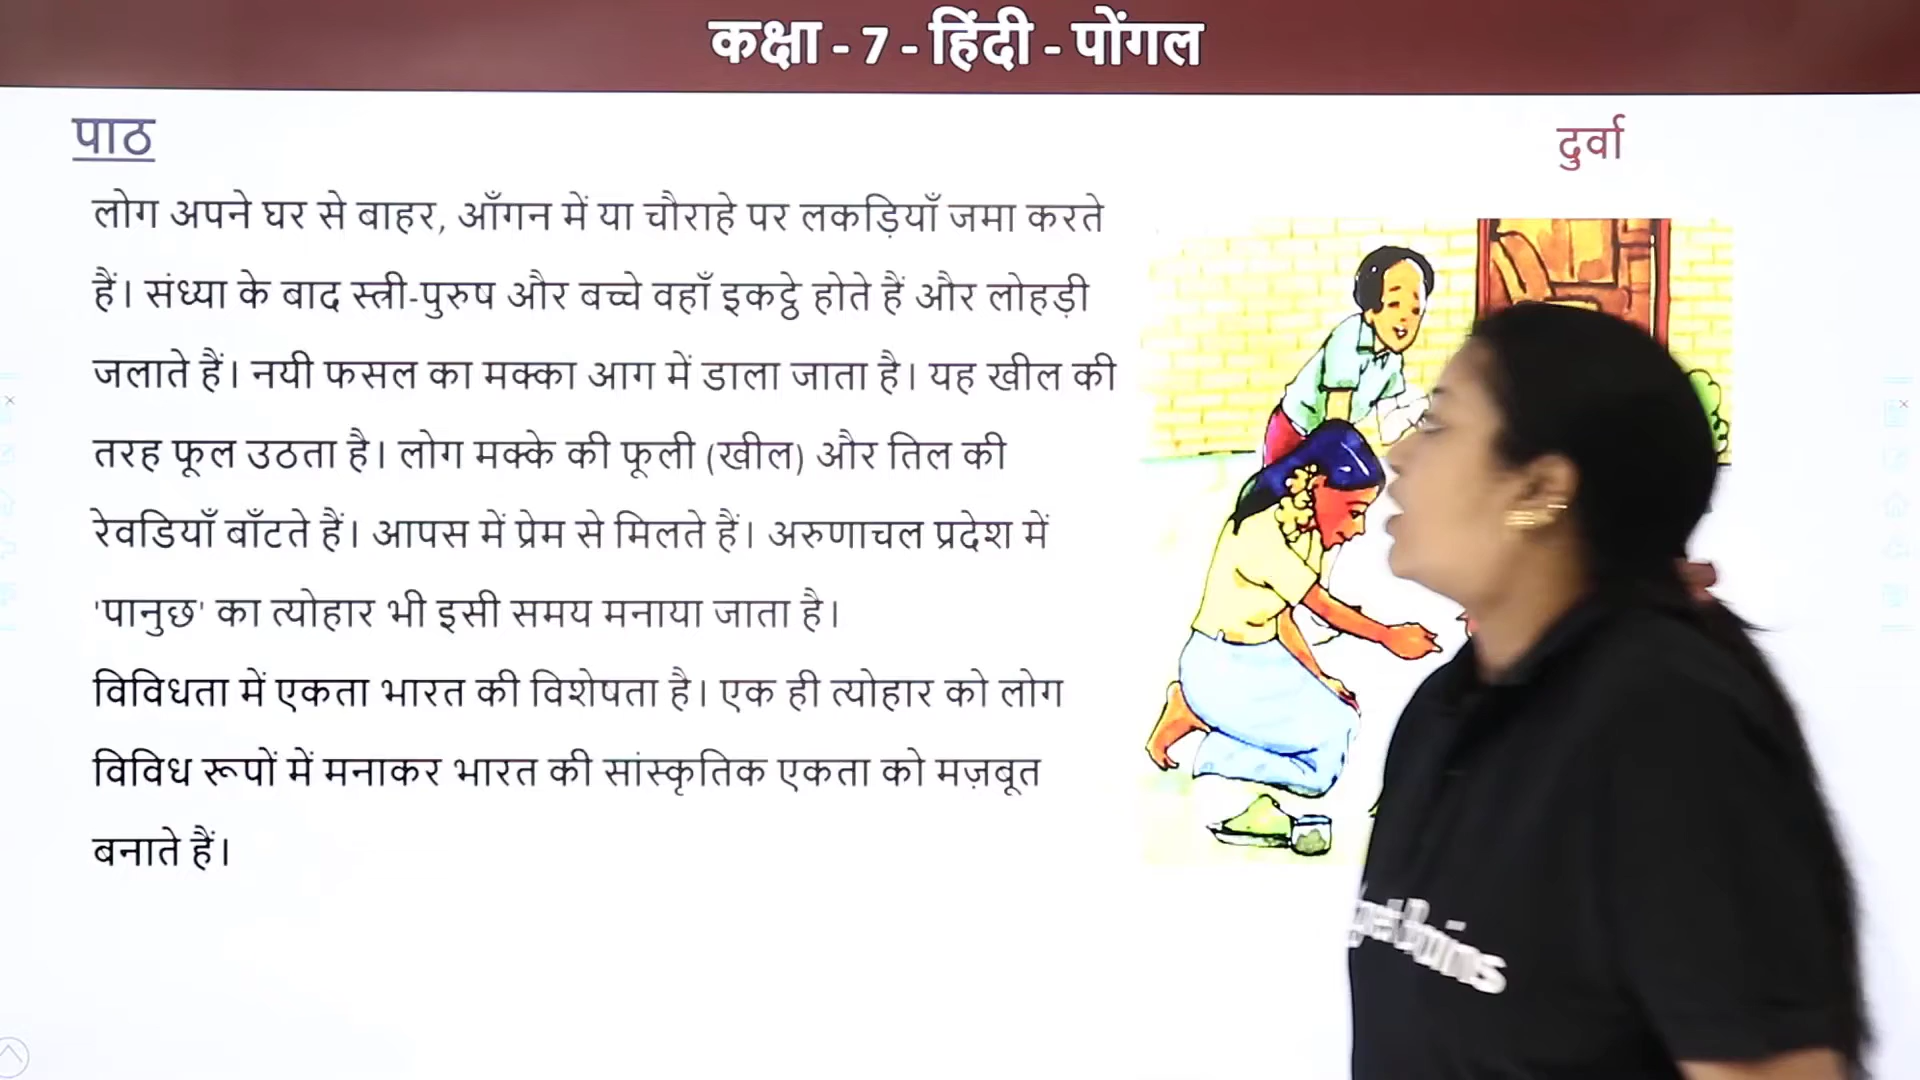 कक्षा - 7 - हिंदी - पोंगल
पाठ
दुर्वा
लोग अपने घर से बाहर, आँगन में या चौराहे पर लकड़ियाँ जमा करते
हैं। संध्या के बाद स्त्री-पुरुष और बच्चे वहाँ इकट्ठे होते हैं और लोहड़ी
जलाते हैं। नयी फसल का मक्का आग में डाला जाता है। यह खील की
तरह फूल उठता है। लोग मक्के की फूली (खील) और तिल की
रेवडियाँ बाँटते हैं। आपस में प्रेम से मिलते हैं। अरुणाचल प्रदेश में
'पानुछ' का त्योहार भी इसी समय मनाया जाता है।
विविधता में एकता भारत की विशेषता है। एक ही त्योहार को लोग
विविध रूपों में मनाकर भारत की सांस्कृतिक एकता को मज़बूत
बनाते हैं।